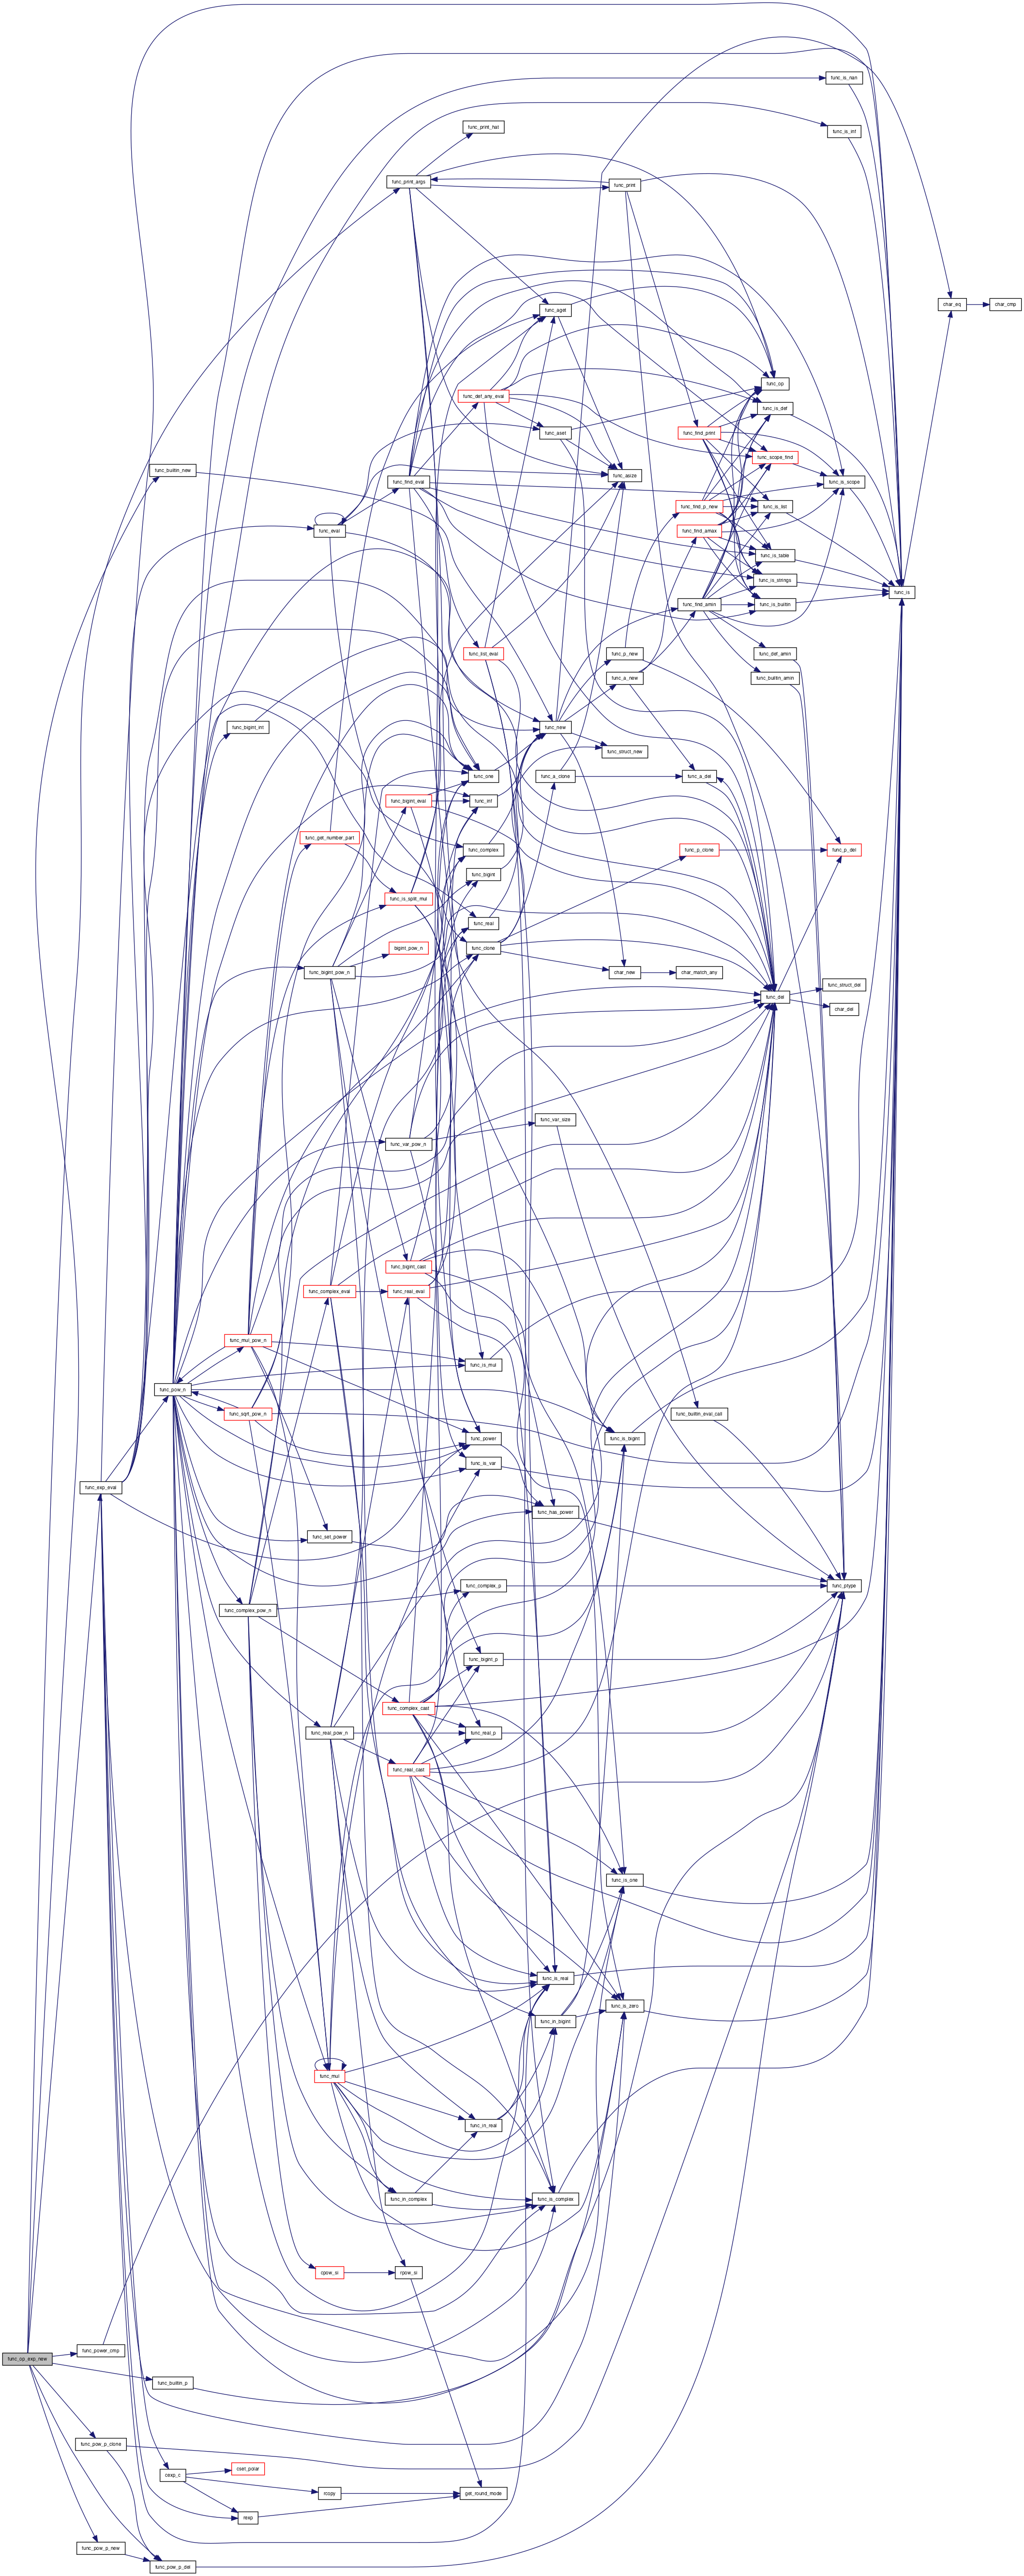 func_is_nan
func_print_hat
func_is_int
func_print_args
func_print
char_eq
char_cmp
func_aget
func_op
func_def_any_eval
func_is_def
func_aset
func_find_print
func_scope_find
func_builtin_new
func_find_eval
func_asize
func_is_scope
func_find_p_new
func_is_list
func_eval
func_find_amax
func_is_table
func_is_strings
func_is
func_find_amin
func_is_builtin
func_list_eval
func_p_new
func_def_amin
func_a_new
func_builtin_amin
func_bigint_int
func_new
func_struct_new
func_one
func_a_clone
func_a_del
func_bigint_eval
func_inf
func_get_number_part
func_complex
func_p_clone
func_p_del
func_bigint
func_is_split_mul
func_real
bigint_pow_n
func_clone
func_bigint_pow_n
char_new
char_match_any
func_struct_del
func_del
char_del
func_var_size
func_var_pow_n
func_bigint_cast
func_complex_eval
func_real_eval
func_mul_pow_n
func_is_mul
func_pow_n
func_sqrt_pow_n
func_builtin_eval_call
func_power
func_is_bigint
func_is_var
func_exp_eval
func_has_power
func_set_power
func_complex_p
func_ptype
func_complex_pow_n
func_bigint_p
func_complex_cast
func_real_pow_n
func_real_p
func_real_cast
func_is_one
func_is_real
func_is_zero
func_in_bigint
func_mul
func_in_real
func_in_complex
func_is_complex
cpow_si
rpow_si
func_power_cmp
func_op_exp_new
func_builtin_p
func_pow_p_clone
cexp_c
cset_polar
rcopy
get_round_mode
rexp
func_pow_p_new
func_pow_p_del